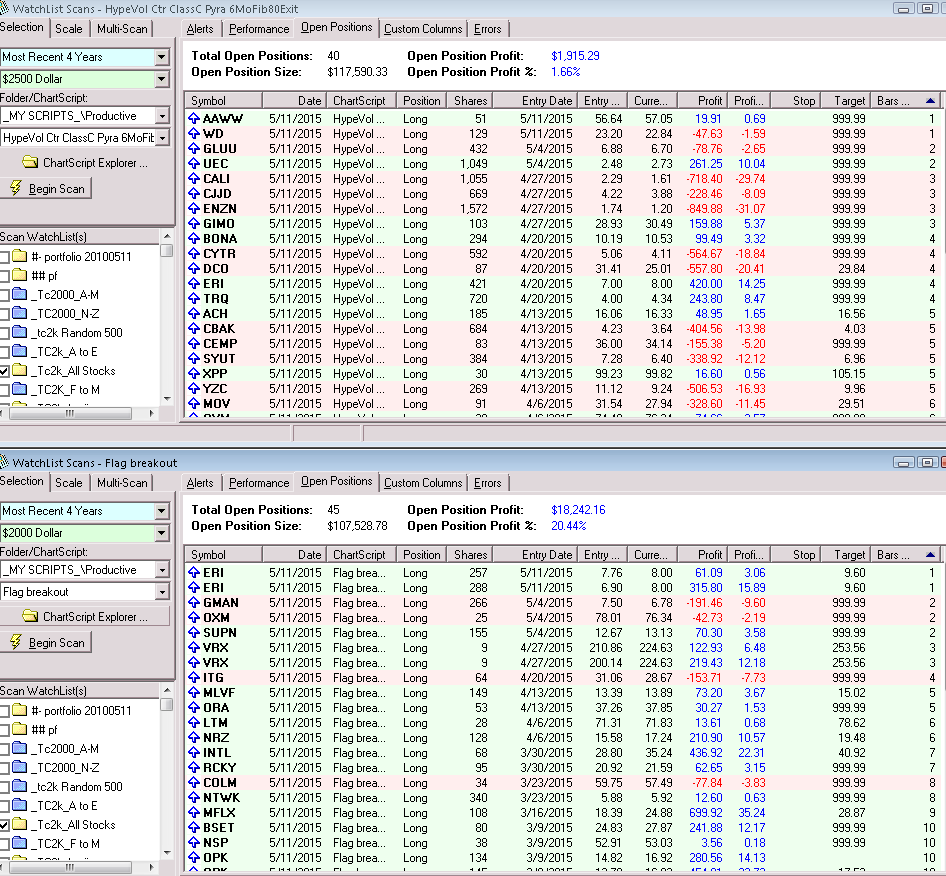 WatchList Scans - HypeVol Ctr ClassC Pyra 6MoFib80Exit
Selection Scale Multi-Scan Alerts Performance Open Positions Custom Columns Errors
Most Recent 4 Years
$2500 Dollar
Folder/ChartScript:
_MY SCRIPTS_\Productive
HypeVol Ctr ClassC Pyra 6MoFib
ChartScript Explorer ...
Begin Scan
Scan WatchList(s)
#- portfolio 20100511
## pf
_Tc2000_A-M
_TC2000_N-Z
_tc2k Random 500
_TC2k_A to E
_Tc2k_All Stocks
_TC2K_F to M
Total Open Positions: 40 Open Position Profit: $1,915.29
Open Position Size: $117,590.33 Open Position Profit %: 1.66%
Symbol Date ChartScript Position Shares Entry Date Entry ... Curre... Profit Profi... Stop Target Bars ...
AAWW 5/11/2015 HypeVol ... Long 51 5/11/2015 56.64 57.05 19.91 0.69 999.99 1
WD 5/11/2015 HypeVol ... Long 129 5/11/2015 23.20 22.84 -47.63 -1.59 999.99 1
GLUU 5/11/2015 HypeVol ... Long 432 5/4/2015 6.88 6.70 -78.76 -2.65 999.99 2
UEC 5/11/2015 HypeVol ... Long 1,049 5/4/2015 2.48 2.73 261.25 10.04 999.99 2
CALI 5/11/2015 HypeVol ... Long 1,055 4/27/2015 2.29 1.61 -718.40 -29.74 999.99 3
CJJD 5/11/2015 HypeVol ... Long 669 4/27/2015 4.22 3.88 -228.46 -8.09 999.99 3
ENZN 5/11/2015 HypeVol ... Long 1,572 4/27/2015 1.74 1.20 -849.88 -31.07 999.99 3
GIMO 5/11/2015 HypeVol ... Long 103 4/27/2015 28.93 30.49 159.88 5.37 999.99 3
BONA 5/11/2015 HypeVol ... Long 294 4/20/2015 10.19 10.53 99.49 3.32 999.99 4
CYTR 5/11/2015 HypeVol ... Long 592 4/20/2015 5.06 4.11 -564.67 -18.84 999.99 4
DCO 5/11/2015 HypeVol ... Long 87 4/20/2015 31.41 25.01 -557.80 -20.41 29.84 4
ERI 5/11/2015 HypeVol ... Long 421 4/20/2015 7.00 8.00 420.00 14.25 999.99 4
TRQ 5/11/2015 HypeVol ... Long 720 4/20/2015 4.00 4.34 243.80 8.47 999.99 4
ACH 5/11/2015 HypeVol ... Long 185 4/13/2015 16.06 16.33 48.95 1.65 16.56 5
CBAK 5/11/2015 HypeVol ... Long 684 4/13/2015 4.23 3.64 -404.56 -13.98 4.03 5
CEMP 5/11/2015 HypeVol ... Long 83 4/13/2015 36.00 34.14 -155.38 -5.20 999.99 5
SYUT 5/11/2015 HypeVol ... Long 384 4/13/2015 7.28 6.40 -338.92 -12.12 6.96 5
XPP 5/11/2015 HypeVol ... Long 30 4/13/2015 99.23 99.82 16.60 0.56 105.15 5
YZC 5/11/2015 HypeVol ... Long 269 4/13/2015 11.12 9.24 -506.53 -16.93 9.96 5
MOV 5/11/2015 HypeVol ... Long 91 4/6/2015 31.54 27.94 -328.60 -11.45 29.51 6
WatchList Scans - Flag breakout
Selection Scale Multi-Scan Alerts Performance Open Positions Custom Columns Errors
Most Recent 4 Years
$2000 Dollar
Folder/ChartScript:
_MY SCRIPTS_\Productive
Flag breakout
ChartScript Explorer ...
Begin Scan
Scan WatchList(s)
#- portfolio 20100511
## pf
_Tc2000_A-M
_TC2000_N-Z
_tc2k Random 500
_TC2k_A to E
_Tc2k_All Stocks
_TC2K_F to M
Total Open Positions: 45 Open Position Profit: $18,242.16
Open Position Size: $107,528.78 Open Position Profit %: 20.44%
Symbol Date ChartScript Position Shares Entry Date Entry ... Curre... Profit Profi... Stop Target Bars ...
ERI 5/11/2015 Flag brea... Long 257 5/11/2015 7.76 8.00 61.09 3.06 9.60 1
ERI 5/11/2015 Flag brea... Long 288 5/11/2015 6.90 8.00 315.80 15.89 9.60 1
GMAN 5/11/2015 Flag brea... Long 266 5/4/2015 7.50 6.78 -191.46 -9.60 999.99 2
OXM 5/11/2015 Flag brea... Long 25 5/4/2015 78.01 76.34 -42.73 -2.19 999.99 2
SUPN 5/11/2015 Flag brea... Long 155 5/4/2015 12.67 13.13 70.30 3.58 999.99 2
VRX 5/11/2015 Flag brea... Long 9 4/27/2015 210.86 224.63 122.93 6.48 253.56 3
VRX 5/11/2015 Flag brea... Long 9 4/27/2015 200.14 224.63 219.43 12.18 253.56 3
ITG 5/11/2015 Flag brea... Long 64 4/20/2015 31.06 28.67 -153.71 -7.73 999.99 4
MLVF 5/11/2015 Flag brea... Long 149 4/13/2015 13.39 13.89 73.20 3.67 15.02 5
ORA 5/11/2015 Flag brea... Long 53 4/13/2015 37.26 37.85 30.27 1.53 999.99 5
LTM 5/11/2015 Flag brea... Long 28 4/6/2015 71.31 71.83 13.61 0.68 78.62 6
NRZ 5/11/2015 Flag brea... Long 128 4/6/2015 15.58 17.24 210.90 10.57 19.48 6
INTL 5/11/2015 Flag brea... Long 68 3/30/2015 28.80 35.24 436.92 22.31 40.92 7
RCKY 5/11/2015 Flag brea... Long 95 3/30/2015 20.92 21.59 62.65 3.15 999.99 7
COLM 5/11/2015 Flag brea... Long 34 3/23/2015 59.75 57.49 -77.84 -3.83 999.99 8
NTWK 5/11/2015 Flag brea... Long 340 3/23/2015 5.88 5.92 12.60 0.63 999.99 8
MFLX 5/11/2015 Flag brea... Long 108 3/16/2015 18.39 24.88 699.92 35.24 28.87 9
BSET 5/11/2015 Flag brea... Long 80 3/9/2015 24.83 27.87 241.88 12.17 999.99 10
NSP 5/11/2015 Flag brea... Long 38 3/9/2015 52.91 53.03 3.56 0.18 999.99 10
OPK 5/11/2015 Flag brea... Long 134 3/9/2015 14.82 16.92 280.56 14.13 10